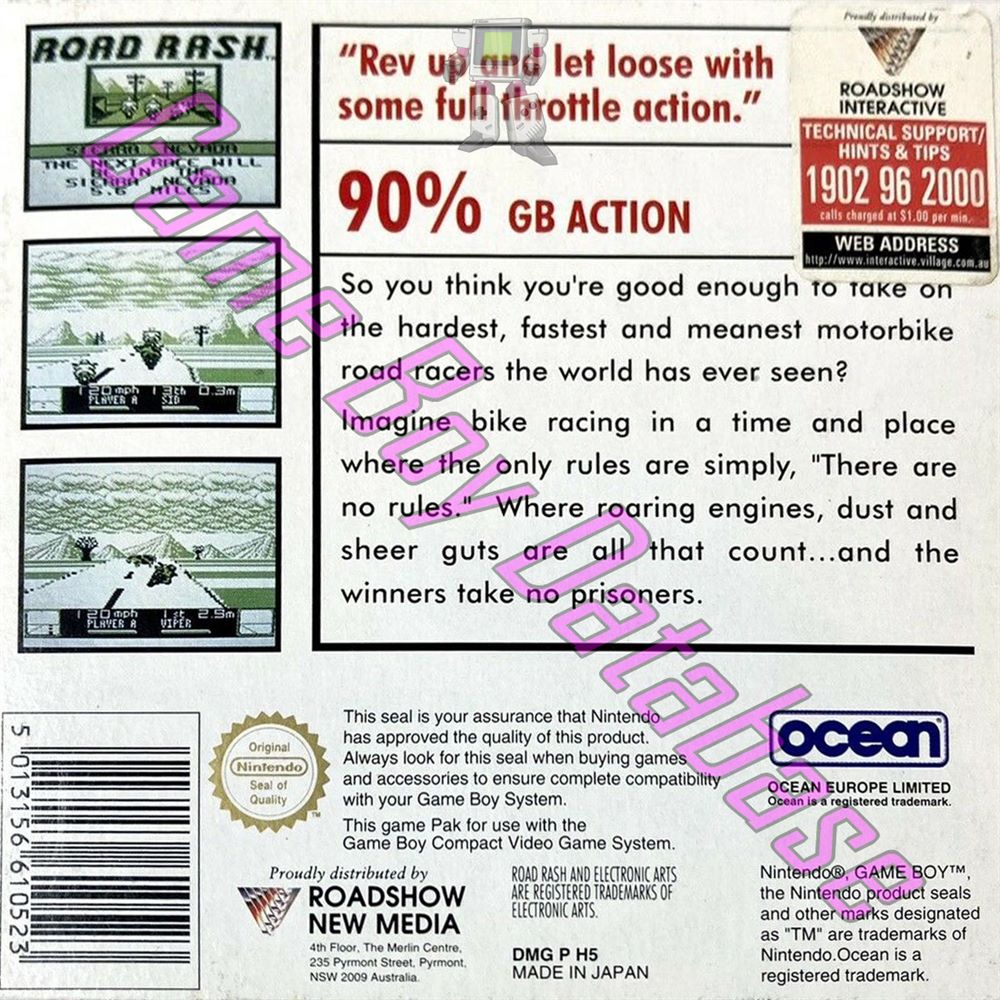 ROAD RASH™
SIERRA NEVADA
THE NEXT RACE WILL
BE IN THE
SIERRA NEVADA
5.6 MILES
120 mph 13th 0.3m
PLAYER A SID
120 mph 1st 2.5m
PLAYER A VIPER
"Rev up and let loose with
some full throttle action."
90% GB ACTION
Proudly distributed by
ROADSHOW
INTERACTIVE
TECHNICAL SUPPORT/
HINTS & TIPS
1902 96 2000
calls charged at $1.00 per min.
WEB ADDRESS
http://www.interactive.village.com.au
So you think you're good enough to take on
the hardest, fastest and meanest motorbike
road racers the world has ever seen?
Imagine bike racing in a time and place
where the only rules are simply, "There are
no rules." Where roaring engines, dust and
sheer guts are all that count...and the
winners take no prisoners.
Game Boy Database
5 013156 610523
Original
Nintendo
Seal of
Quality
TM
This seal is your assurance that Nintendo
has approved the quality of this product.
Always look for this seal when buying games
and accessories to ensure complete compatibility
with your Game Boy System.
This game Pak for use with the
Game Boy Compact Video Game System.
Proudly distributed by
ROADSHOW
NEW MEDIA
4th Floor, The Merlin Centre,
235 Pyrmont Street, Pyrmont,
NSW 2009 Australia.
ROAD RASH AND ELECTRONIC ARTS
ARE REGISTERED TRADEMARKS OF
ELECTRONIC ARTS.
DMG P H5
MADE IN JAPAN
ocean
OCEAN EUROPE LIMITED
Ocean is a registered trademark.
Nintendo®, GAME BOY™,
the Nintendo product seals
and other marks designated
as "TM" are trademarks of
Nintendo.Ocean is a
registered trademark.